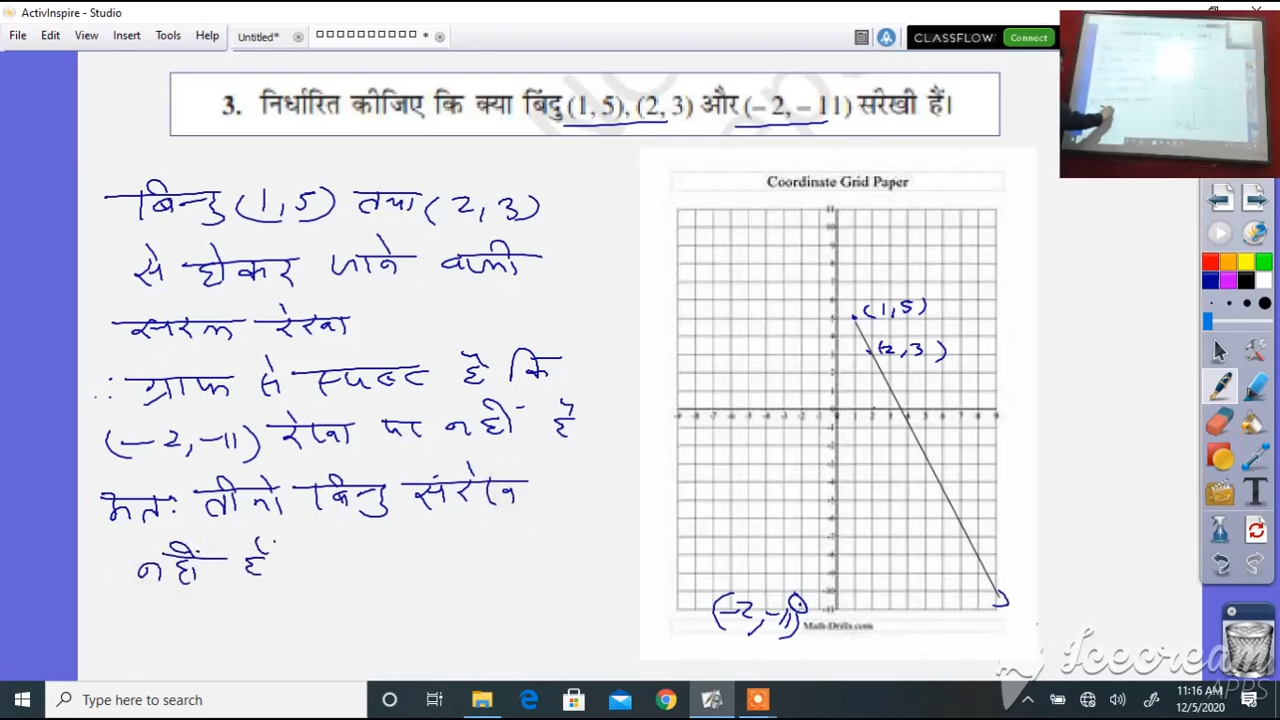 ActivInspire - Studio
File Edit View Insert Tools Help
Untitled*
CLASSFLOW Connect
3. निर्धारित कीजिए कि क्या बिंदु (1, 5), (2, 3) और (– 2, – 11) सरेखी हैं।
Coordinate Grid Paper
बिन्दु (1, 5) तथा (2, 3)
से होकर जाने वाली
सरल रेखा
∴ ग्राफ से स्पष्ट है कि
(-2, -11) रेखा पर नहीं है
अतः तीनो बिन्दु संरेख
नहीं हैं
(1, 5)
(2, 3)
(-2, -11)
Math-Drills.com
Icecream
APPS
Type here to search
11:16 AM
12/5/2020